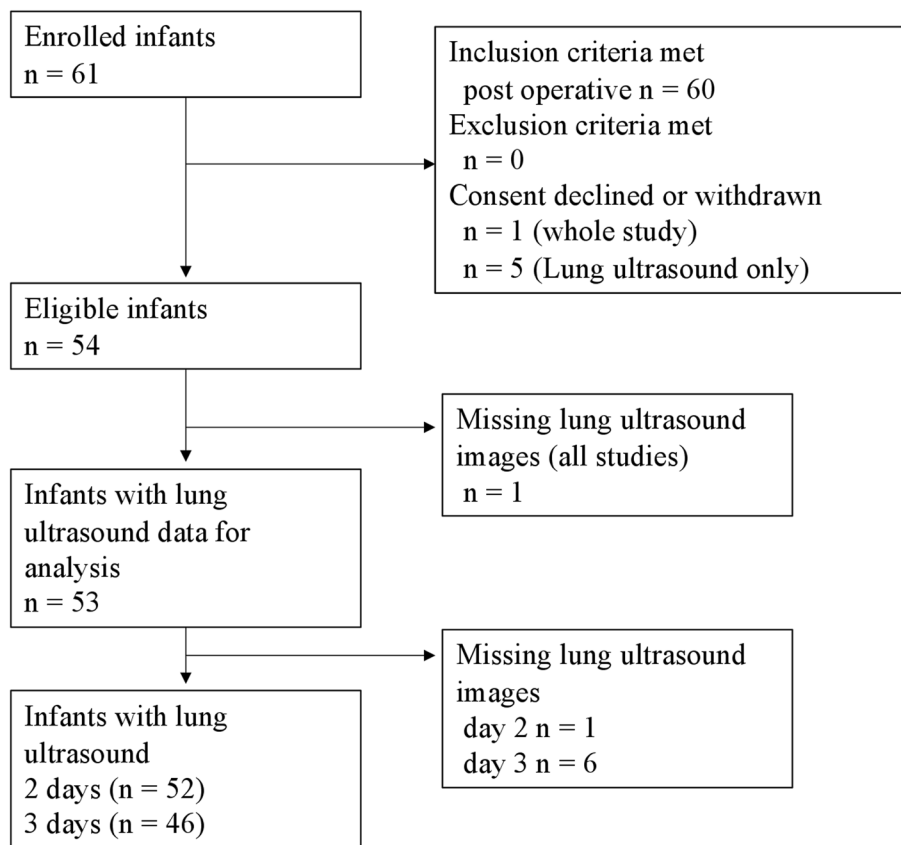 Enrolled infants
n = 61
Inclusion criteria met
post operative n = 60
Exclusion criteria met
n = 0
Consent declined or withdrawn
n = 1 (whole study)
n = 5 (Lung ultrasound only)
Eligible infants
n = 54
Missing lung ultrasound
images (all studies)
n = 1
Infants with lung
ultrasound data for
analysis
n = 53
Missing lung ultrasound
images
day 2 n = 1
day 3 n = 6
Infants with lung
ultrasound
2 days (n = 52)
3 days (n = 46)